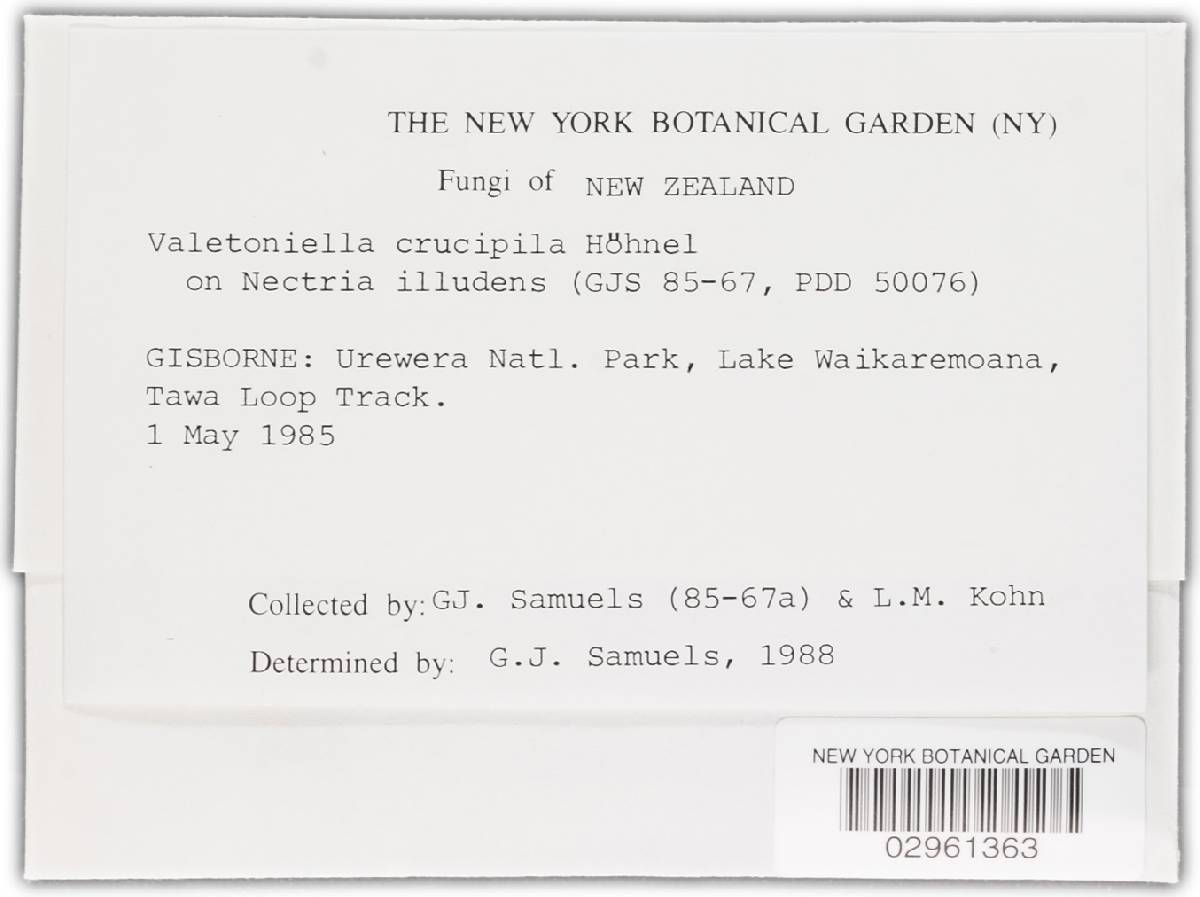 THE NEW YORK BOTANICAL GARDEN (NY)
Fungi of NEW ZEALAND
Valetoniella crucipila Höhnel
on Nectria illudens (GJS 85-67, PDD 50076)
GISBORNE: Urewera Natl. Park, Lake Waikaremoana,
Tawa Loop Track.
1 May 1985
Collected by: GJ. Samuels (85-67a) & L.M. Kohn
Determined by: G.J. Samuels, 1988
NEW YORK BOTANICAL GARDEN
02961363